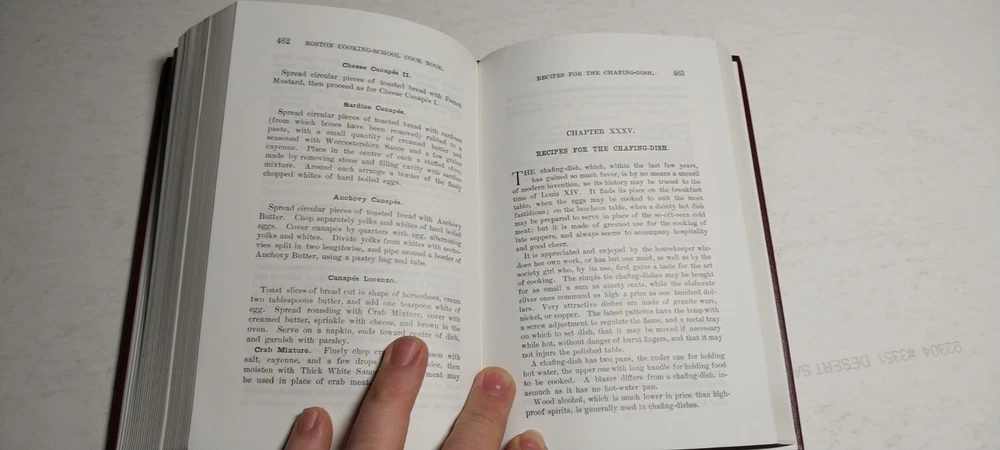 462 BOSTON COOKING-SCHOOL COOK BOOK.
Cheese Canapés II.
Spread circular pieces of toasted bread with French
Mustard, then proceed as for Cheese Canapés I.
Sardine Canapés.
Spread circular pieces of toasted bread with sardines
(from which bones have been removed) rubbed to a
paste, with a small quantity of creamed butter and
seasoned with Worcestershire Sauce and a few grains
cayenne. Place in the centre of each a stuffed olive,
made by removing stone and filling cavity with sardine
mixture. Around each arrange a border of the finely
chopped whites of hard boiled eggs.
Anchovy Canapés.
Spread circular pieces of toasted bread with Anchovy
Butter. Chop separately yolks and whites of hard boiled
eggs. Cover canapés by quarters with egg, alternating
yolks and whites. Divide yolks from whites with ancho-
vies split in two lengthwise, and pipe around a border of
Anchovy Butter, using a pastry bag and tube.
Canapés Lorenzo.
Toast slices of bread cut in shape of horseshoes, cream
two tablespoons butter, and add one teaspoon white of
egg. Spread rounding with Crab Mixture, cover with
creamed butter, sprinkle with cheese, and brown in the
oven. Serve on a napkin, ends toward centre of dish,
and garnish with parsley.
Crab Mixture. Finely chop with
salt, cayenne, and a few drops then
moisten with Thick White meat may
be used in place of crab
RECIPES FOR THE CHAFING-DISH. 463
CHAPTER XXXV.
RECIPES FOR THE CHAFING-DISH.
THE chafing-dish, which, within the last few years,
has gained so much favor, is by no means a utensil
of modern invention, as its history may be traced to the
time of Louis XIV. It finds its place on the breakfast
table, when the eggs may be cooked to suit the most
fastidious; on the luncheon table, when a dainty hot dish
may be prepared to serve in place of the so-oft-seen cold
meat; but it is made of greatest use for the cooking of
late suppers, and always seems to accompany hospitality
and good cheer.
It is appreciated and enjoyed by the housekeeper who
does her own work, or has but one maid, as well as by the
society girl who, by its use, first gains a taste for the art
of cooking. The simple tin chafing-dishes may be bought
for as small a sum as ninety cents, while the elaborate
silver ones command as high a price as one hundred dol-
lars. Very attractive dishes are made of granite ware,
nickel, or copper. The latest patterns have the lamp with
a screw adjustment to regulate the flame, and a metal tray
on which to set dish, that it may be moved if necessary
while hot, without danger of burnt fingers, and that it may
not injure the polished table.
A chafing-dish has two pans, the under one for holding
hot water, the upper one with long handle for holding food
to be cooked. A blazer differs from a chafing-dish, in-
asmuch as it has no hot-water pan.
Wood alcohol, which is much lower in price than high-
proof spirits, is generally used in chafing-dishes.
92304 #3351 DESERT SA